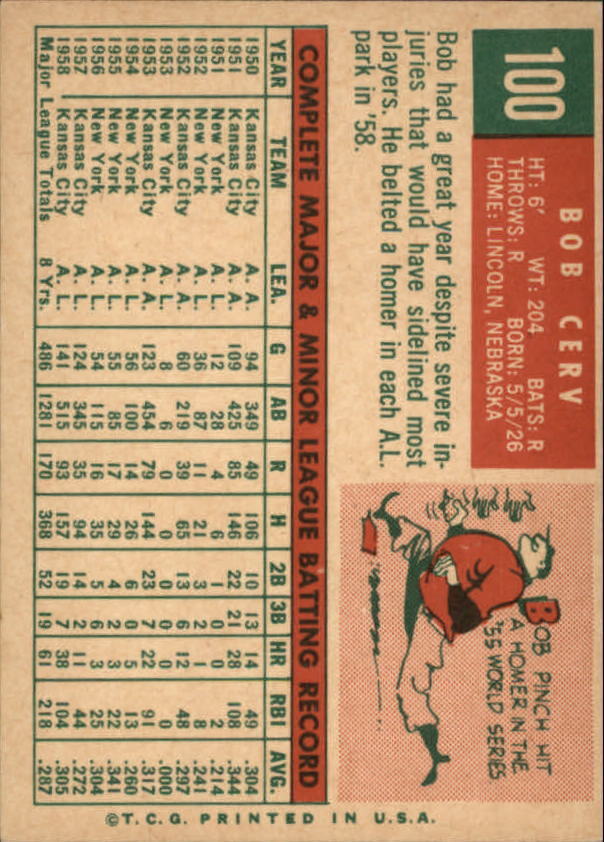 100
BOB CERV
HT: 6' WT: 204 BATS: R
THROWS: R BORN: 5/5/26
HOME: LINCOLN, NEBRASKA
Bob had a great year despite severe in-
juries that would have sidelined most
players. He belted a homer in each A.L.
park in '58.
BOB PINCH HIT
A HOMER IN THE
'55 WORLD SERIES
COMPLETE MAJOR & MINOR LEAGUE BATTING RECORD
YEAR TEAM LEA. G AB R H 2B 3B HR RBI AVG.
1950 Kansas City A. A. 94 349 49 106 10 13 14 49 .304
1951 Kansas City A. A. 109 425 85 146 22 21 28 108 .344
1951 New York A. L. 12 28 4 6 1 0 0 2 .214
1952 New York A. L. 36 87 11 21 3 2 1 8 .241
1952 Kansas City A. A. 60 219 39 65 13 6 12 48 .297
1953 New York A. L. 8 6 0 0 0 0 0 0 .000
1953 Kansas City A. A. 123 454 79 144 23 7 22 91 .317
1954 New York A. L. 56 100 14 26 6 0 5 13 .260
1955 New York A. L. 55 85 17 29 4 2 3 22 .341
1956 New York A. L. 54 115 16 35 5 6 3 25 .304
1957 Kansas City A. L. 124 345 35 94 14 2 11 44 .272
1958 Kansas City A. L. 141 515 93 157 19 7 38 104 .305
Major League Totals 8 Yrs. 486 1281 170 368 52 19 61 218 .287
©T. C. G. PRINTED IN U.S.A.